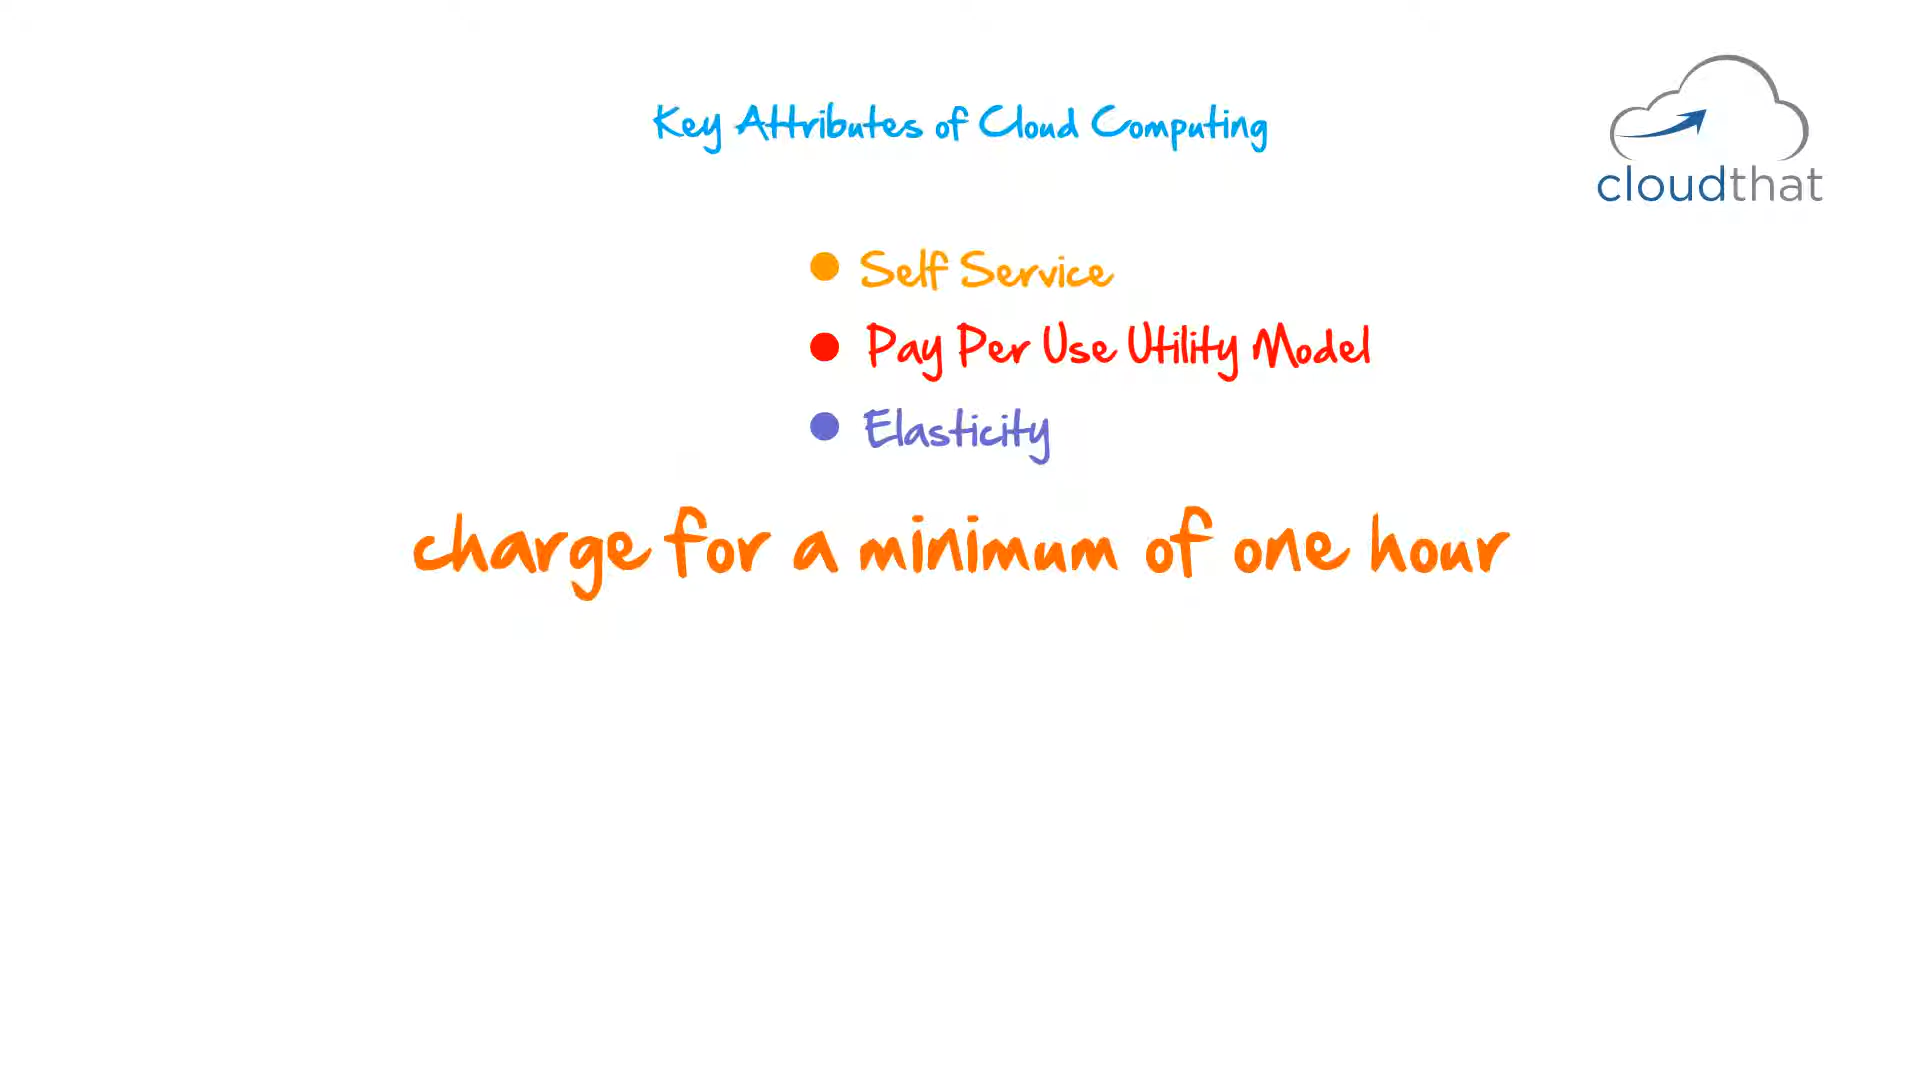 Key Attributes of Cloud Computing
cloudthat
Self Service
Pay Per Use Utility Model
Elasticity
charge for a minimum of one hour